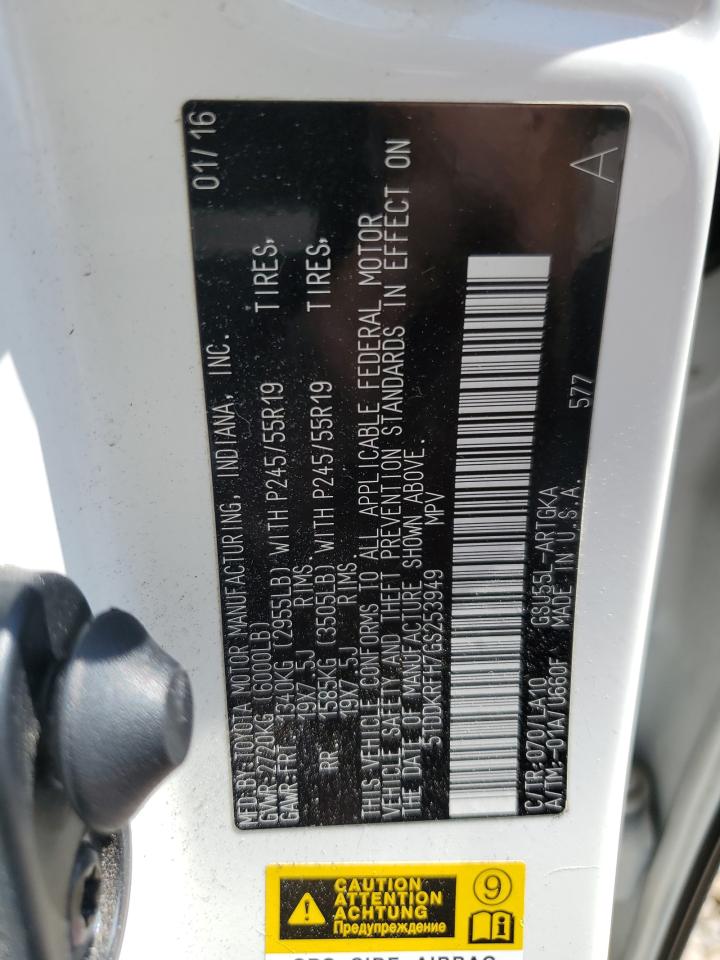 MFD.BY:TOYOTA MOTOR MANUFACTURING, INDIANA, INC. 01/16
GVWR:2720KG (6000LB)
GAWR:FRT. 1340KG (2955LB) WITH P245/55R19 TIRES,
19X7.5J RIMS
RR. 1585KG (3505LB) WITH P245/55R19 TIRES,
19X7.5J RIMS
THIS VEHICLE CONFORMS TO ALL APPLICABLE FEDERAL MOTOR
VEHICLE SAFETY AND THEFT PREVENTION STANDARDS IN EFFECT ON
THE DATE OF MANUFACTURE SHOWN ABOVE.
5TDDKRFH7GS253949 MPV
C/TR:070/LA10 GSU55L-ARTGKA
A/TM:-01A/U660F MADE IN U.S.A. 577 A
CAUTION
ATTENTION
ACHTUNG
Предупреждение
9
i
SRS SIDE AIRBAG